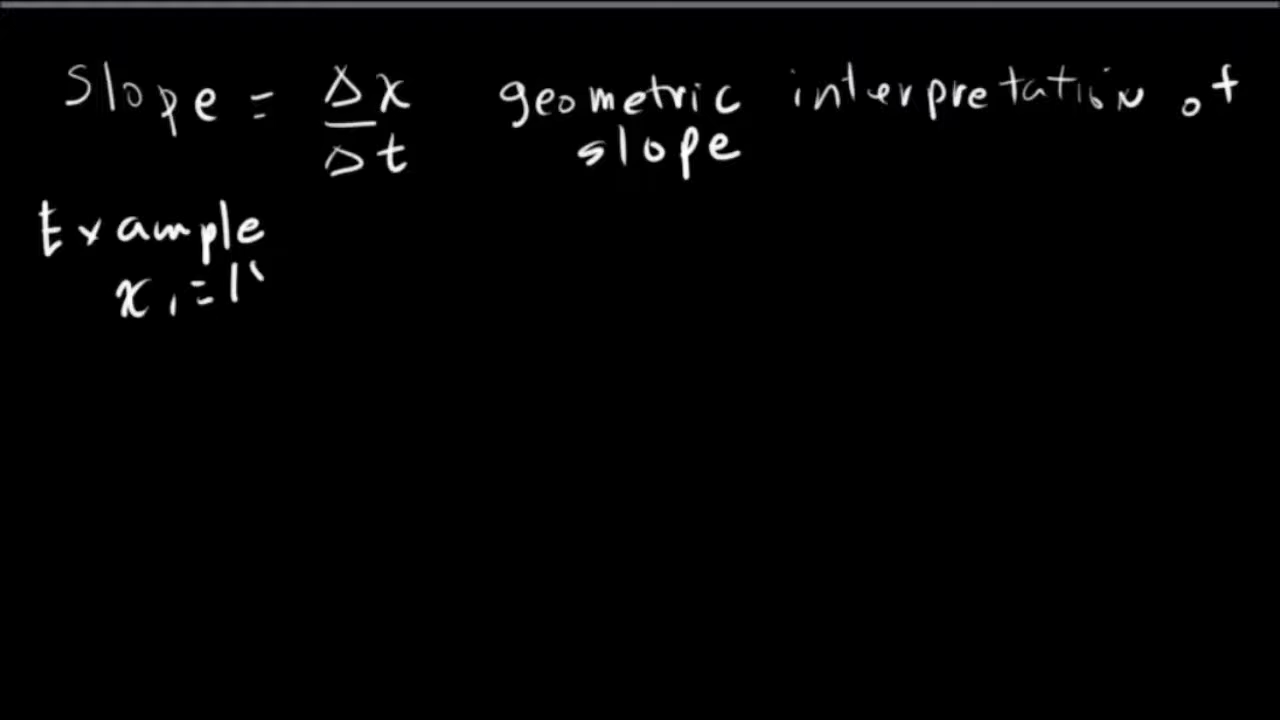 Slope = Δx geometric interpretation of
Δt slope
Example
x₁ = 1